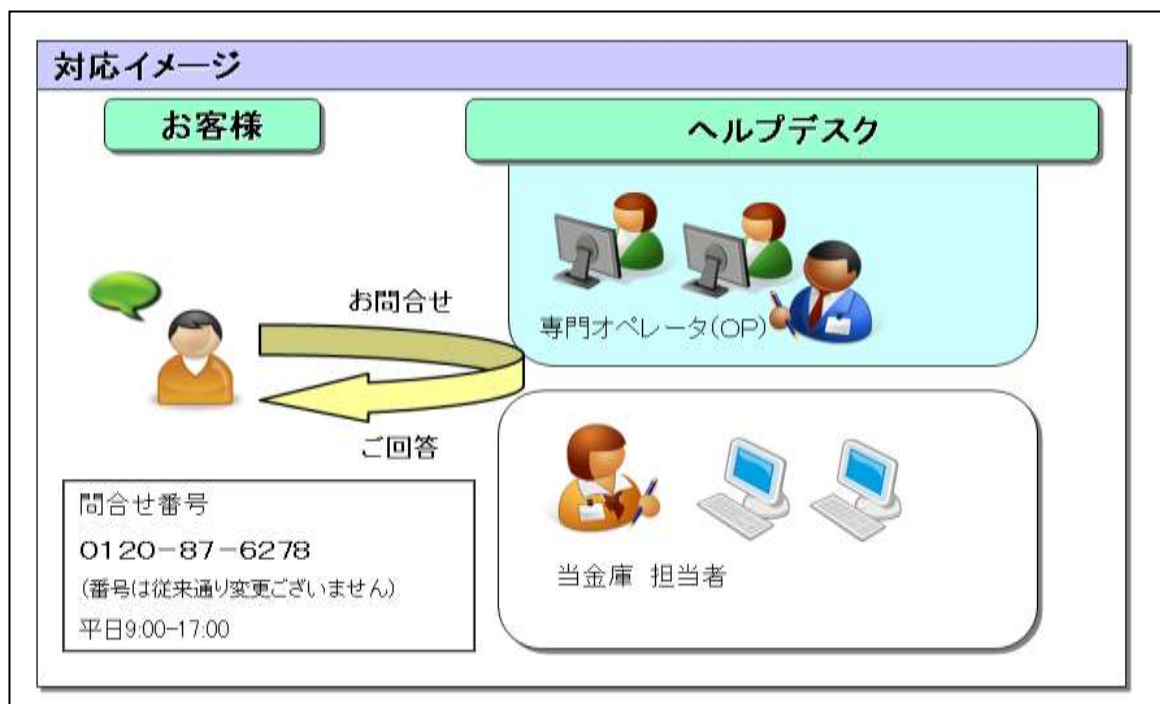 対応イメージ
お客様
ヘルプデスク
お問合せ
専門オペレータ(OP)
ご回答
問合せ番号
0120-87-6278
(番号は従来通り変更ございません)
平日9:00-17:00
当金庫 担当者